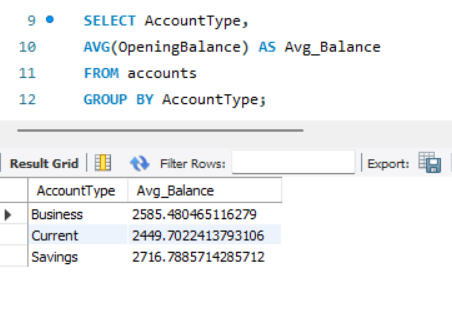 9 SELECT AccountType,
10 AVG(OpeningBalance) AS Avg_Balance
11 FROM accounts
12 GROUP BY AccountType;
Result Grid Filter Rows: Export:
AccountType Avg_Balance
Business 2585.480465116279
Current 2449.7022413793106
Savings 2716.7885714285712